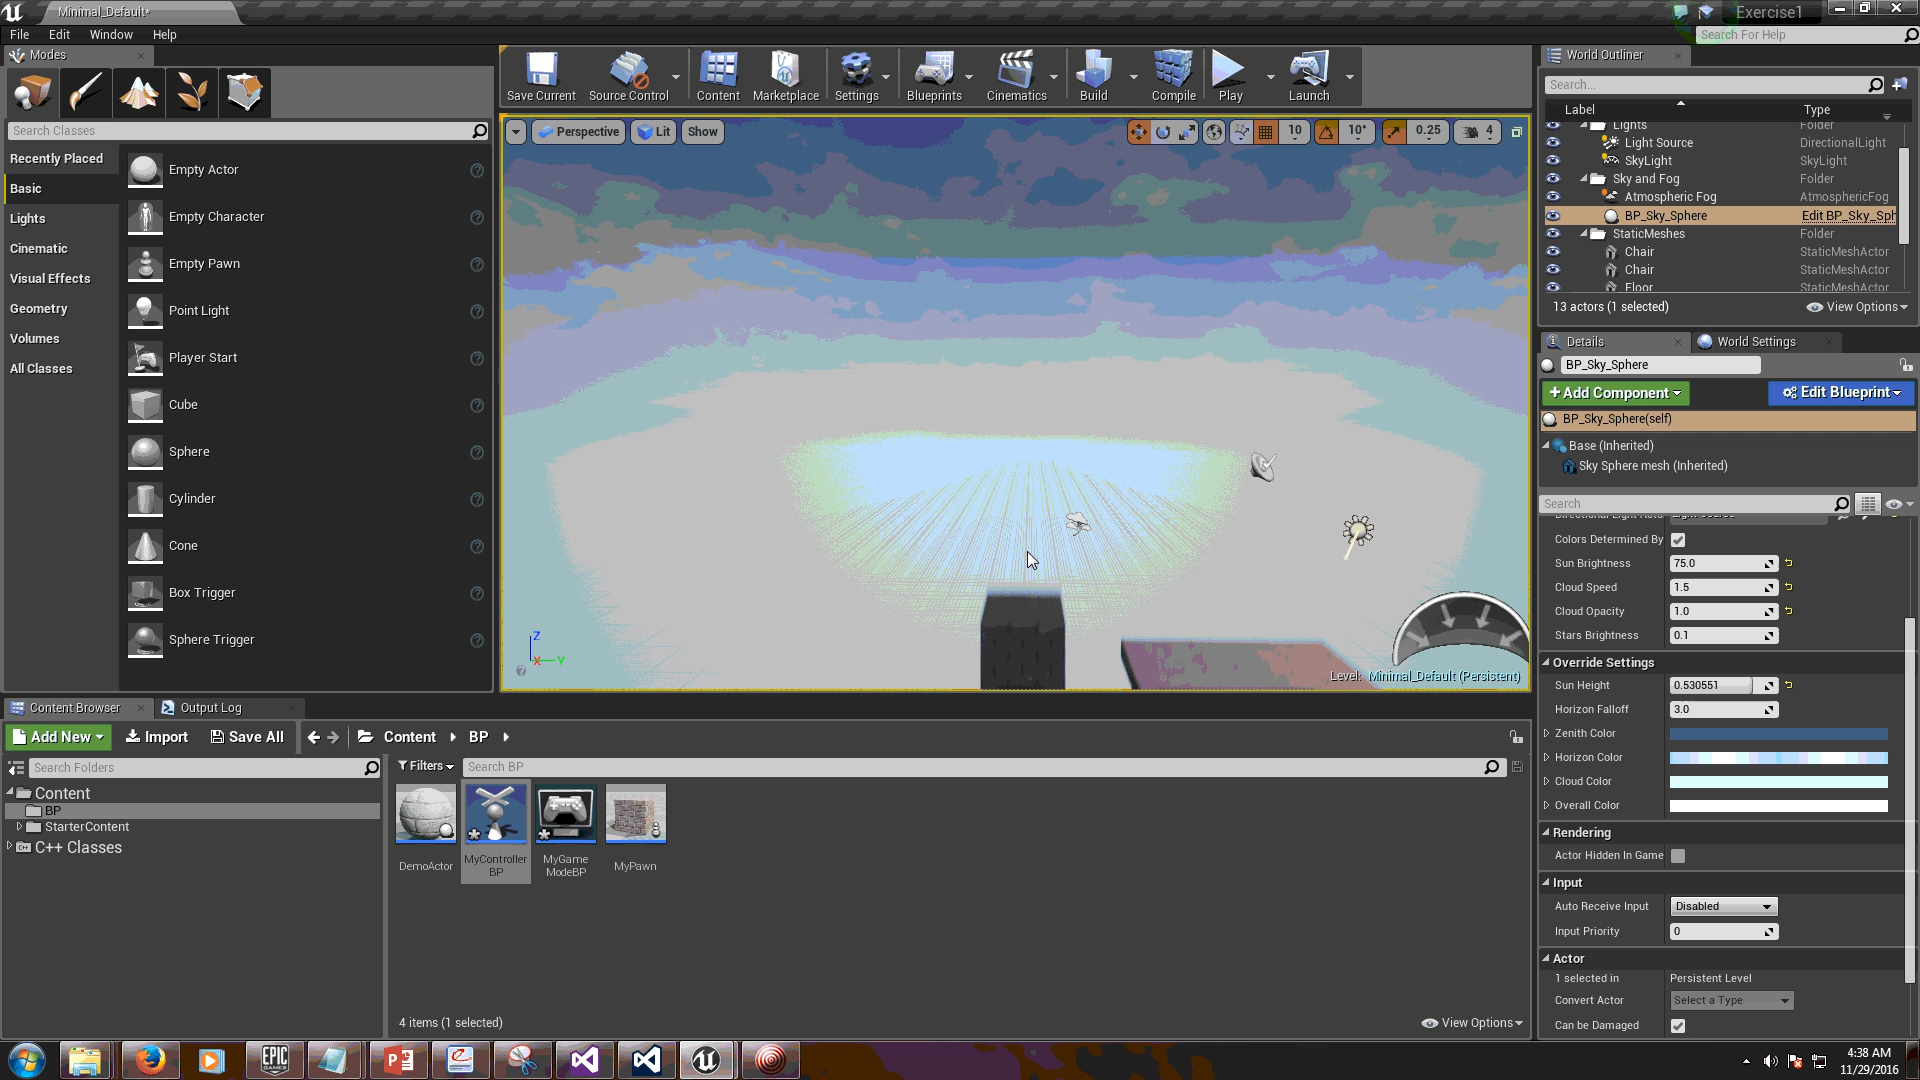 Minimal_Default*
Exercise1
File Edit Window Help
Search For Help
Modes
Search Classes
Recently Placed
Basic
Lights
Cinematic
Visual Effects
Geometry
Volumes
All Classes
Empty Actor
Empty Character
Empty Pawn
Point Light
Player Start
Cube
Sphere
Cylinder
Cone
Box Trigger
Sphere Trigger
Save Current Source Control Content Marketplace Settings Blueprints Cinematics Build Compile Play Launch
Perspective Lit Show 10 10° 0.25 4
Z
X Y
Level: Minimal_Default (Persistent)
World Outliner
Search...
Label Type
Lights Folder
Light Source DirectionalLight
SkyLight SkyLight
Sky and Fog Folder
Atmospheric Fog AtmosphericFog
BP_Sky_Sphere Edit BP_Sky_Sph
StaticMeshes Folder
Chair StaticMeshActor
Chair StaticMeshActor
Floor StaticMeshActor
13 actors (1 selected) View Options
Details World Settings
BP_Sky_Sphere
+Add Component Edit Blueprint
BP_Sky_Sphere(self)
Base (Inherited)
Sky Sphere mesh (Inherited)
Search
Colors Determined By
Sun Brightness 75.0
Cloud Speed 1.5
Cloud Opacity 1.0
Stars Brightness 0.1
Override Settings
Sun Height 0.530551
Horizon Falloff 3.0
Zenith Color
Horizon Color
Cloud Color
Overall Color
Rendering
Actor Hidden In Game
Input
Auto Receive Input Disabled
Input Priority 0
Actor
1 selected in Persistent Level
Convert Actor Select a Type
Can be Damaged
Content Browser Output Log
Add New Import Save All Content BP
Search Folders
Content
BP
StarterContent
C++ Classes
Filters Search BP
DemoActor
MyController
BP
MyGame
ModeBP
MyPawn
4 items (1 selected) View Options
EPIC
GAMES
4:38 AM
11/29/2016